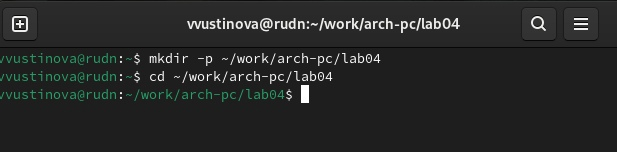 vvustinova@rudn:~/work/arch-pc/lab04
vvustinova@rudn:~$ mkdir -p ~/work/arch-pc/lab04
vvustinova@rudn:~$ cd ~/work/arch-pc/lab04
vvustinova@rudn:~/work/arch-pc/lab04$